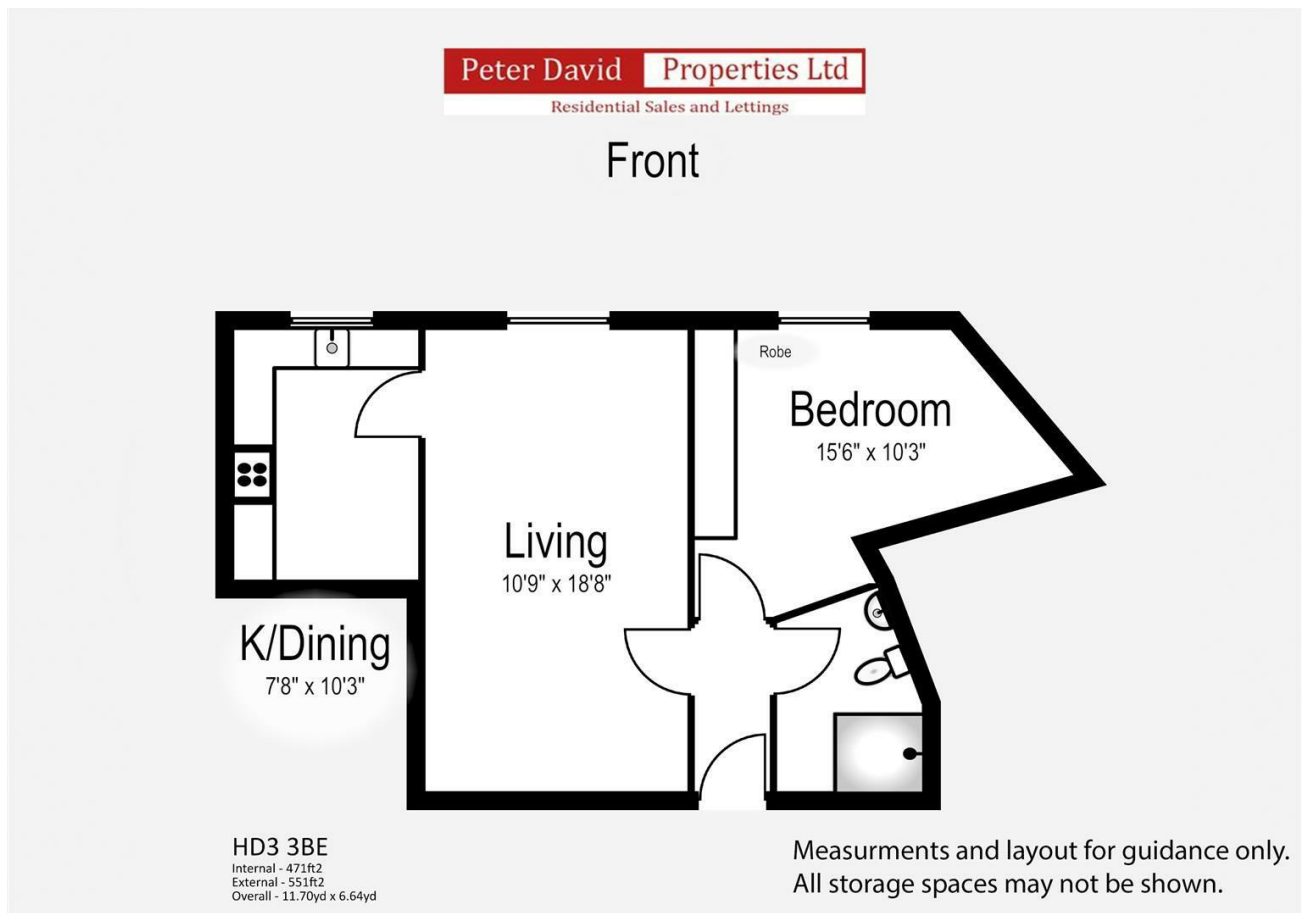 Peter David Properties Ltd
Residential Sales and Lettings
Front
Robe
Bedroom
15'6" x 10'3"
Living
10'9" x 18'8"
K/Dining
7'8" x 10'3"
HD3 3BE
Internal - 471ft2
External - 551ft2
Overall - 11.70yd x 6.64yd
Measurments and layout for guidance only.
All storage spaces may not be shown.